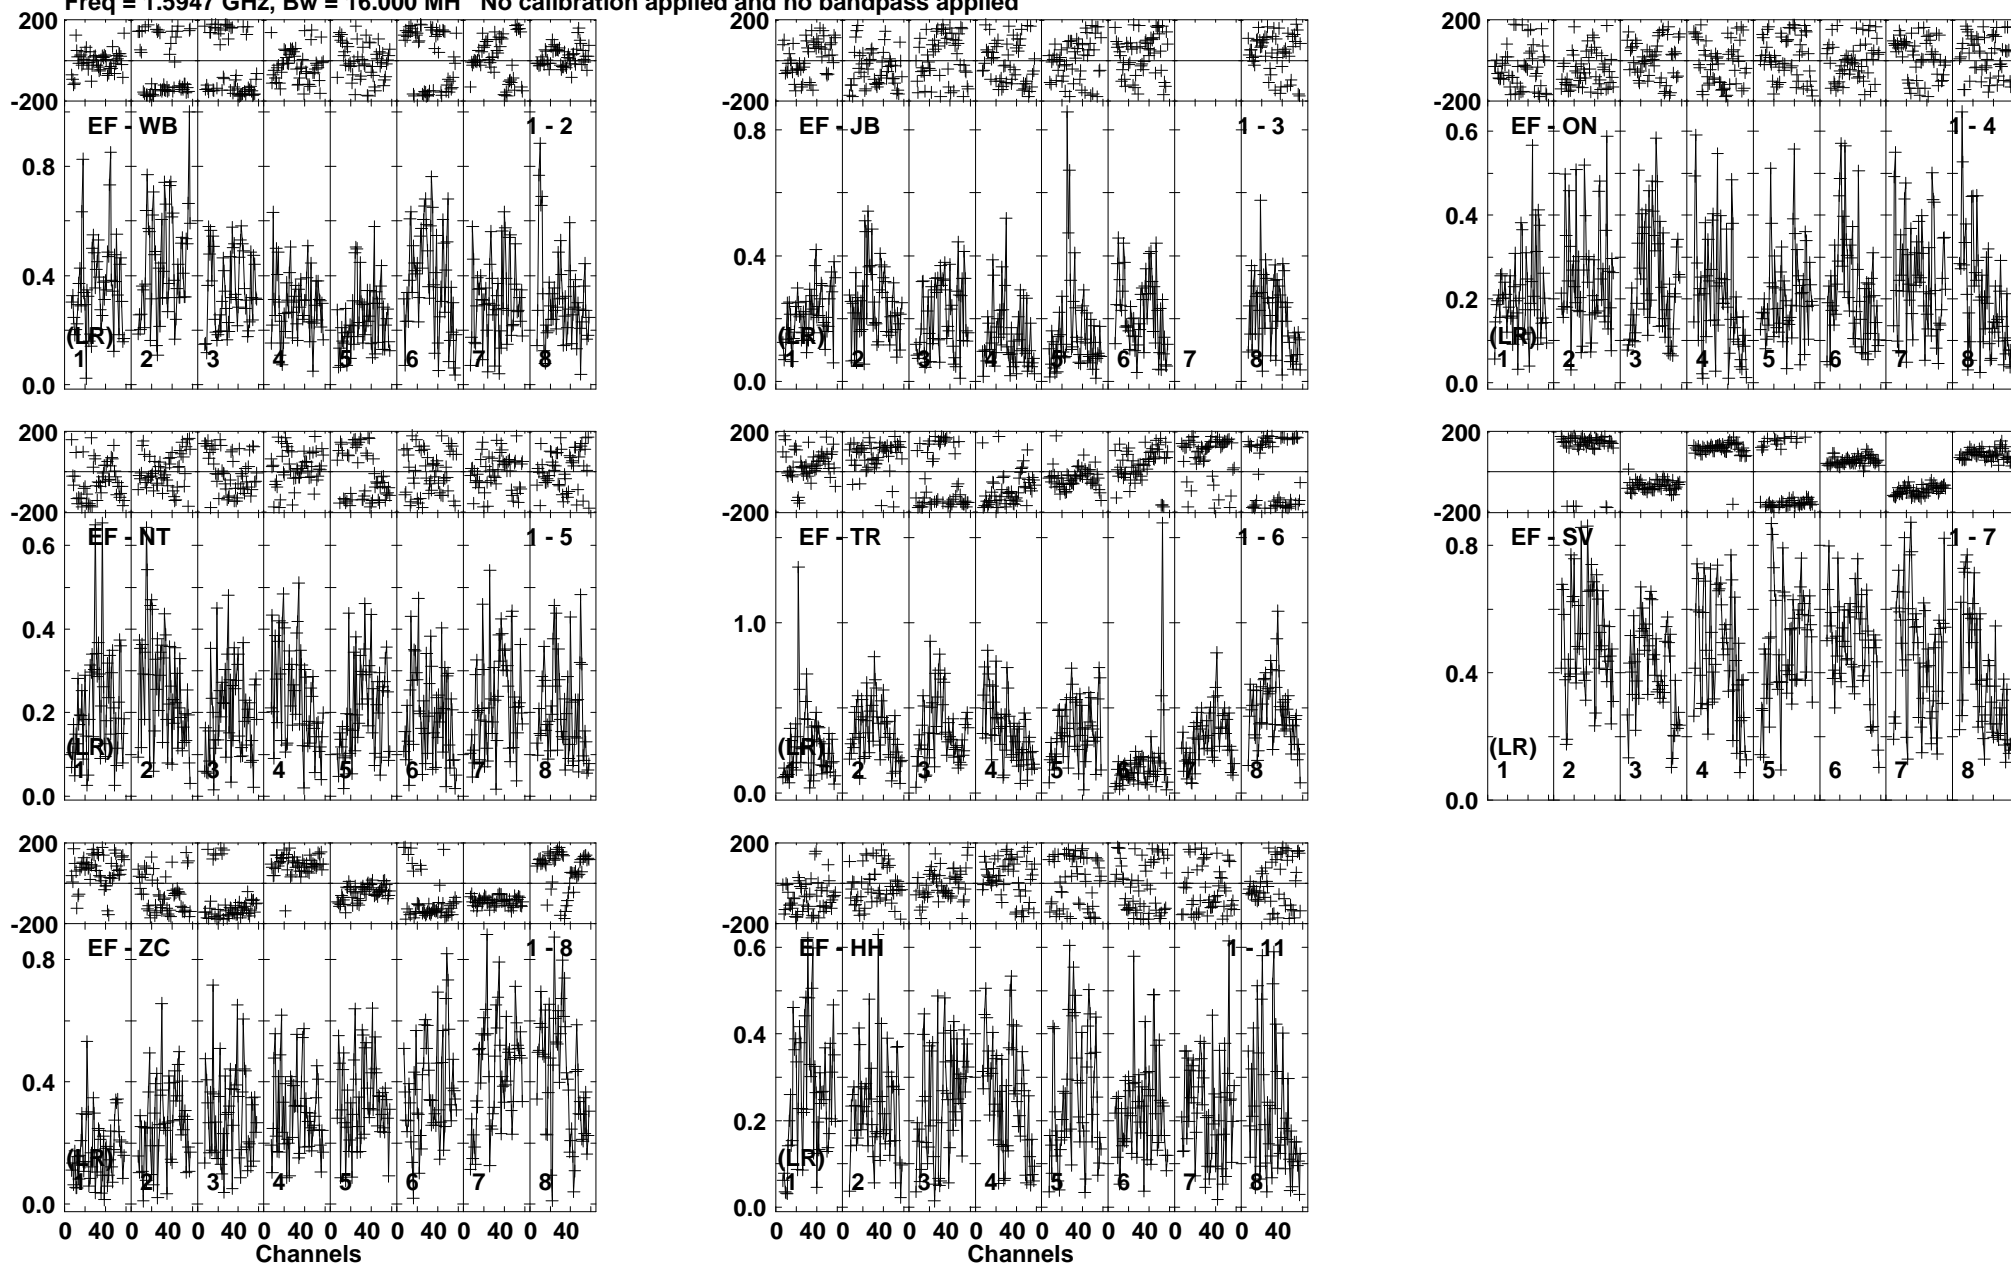 Freq = 1.5947 GHz, Bw = 16.000 MH No calibration applied and no bandpass applied
200 200 200
-200 -200 -200
EF - WB 1 - 2 EF - JB 1 - 3 EF - ON 1 - 4
0.8 0.8 0.6
0.4 0.4 0.4
0.2
(LR) (LR) (LR)
1 2 3 4 5 6 7 8 1 2 3 4 5 6 7 8 1 2 3 4 5 6 7 8
0.0 0.0 0.0
200 200 200
-200 -200 -200
EF - NT 1 - 5 EF - TR 1 - 6 EF - SV 1 - 7
0.6 1.0 0.8
0.4 0.4
0.2
(LR) (LR) (LR)
1 2 3 4 5 6 7 8 1 2 3 4 5 6 7 8 1 2 3 4 5 6 7 8
0.0 0.0 0.0
200 200
-200 -200
EF - ZC 1 - 8 EF - HH 1 - 11
0.8 0.6
0.4 0.4
0.2
(LR) (LR)
1 2 3 4 5 6 7 8 1 2 3 4 5 6 7 8
0.0 0.0
0 40 0 40 0 40 0 40 0 40 0 40 0 40 0 40 0 40 0 40 0 40 0 40 0 40 0 40 0 40 0 40
Channels Channels